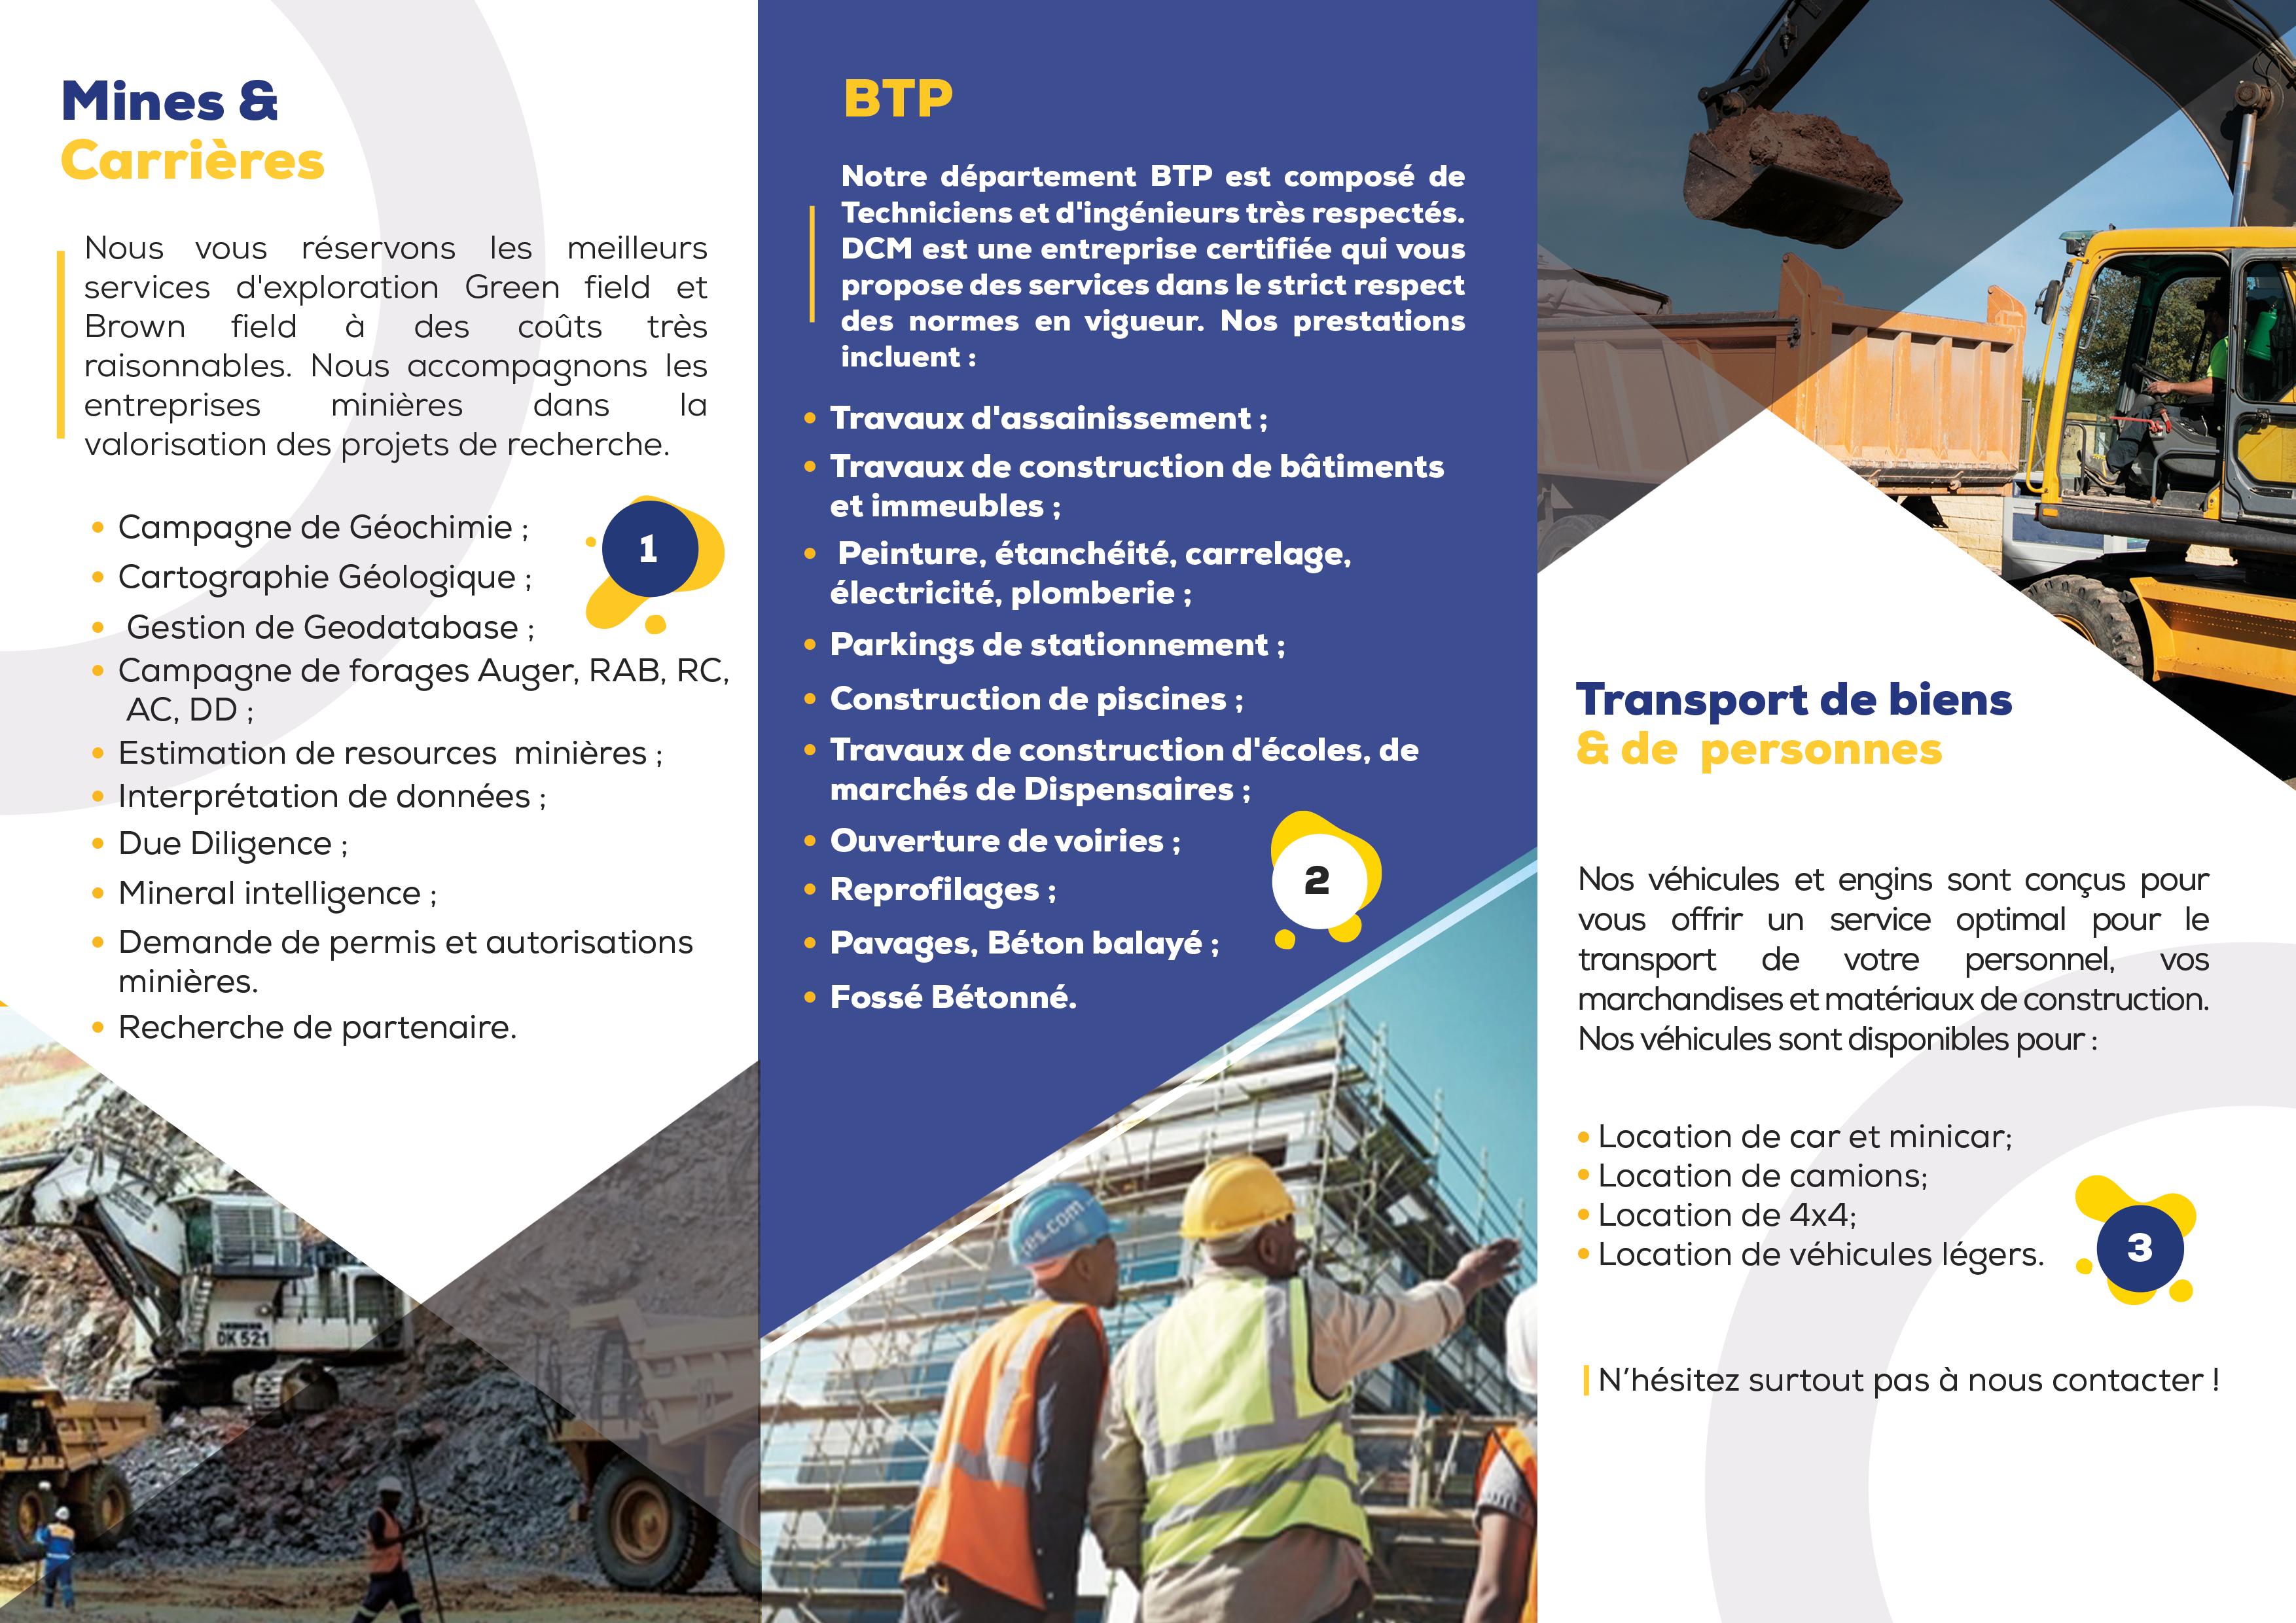 Mines &
Carrières
Nous vous réservons les meilleurs
services d'exploration Green field et
Brown field à des coûts très
raisonnables. Nous accompagnons les
entreprises minières dans la
valorisation des projets de recherche.
• Campagne de Géochimie ;
• Cartographie Géologique ;
• Gestion de Geodatabase ;
• Campagne de forages Auger, RAB, RC,
AC, DD ;
• Estimation de resources minières ;
• Interprétation de données ;
• Due Diligence ;
• Mineral intelligence ;
• Demande de permis et autorisations
minières.
• Recherche de partenaire.
1
DK 521
BTP
Notre département BTP est composé de
Techniciens et d'ingénieurs très respectés.
DCM est une entreprise certifiée qui vous
propose des services dans le strict respect
des normes en vigueur. Nos prestations
incluent :
• Travaux d'assainissement ;
• Travaux de construction de bâtiments
et immeubles ;
• Peinture, étanchéité, carrelage,
électricité, plomberie ;
• Parkings de stationnement ;
• Construction de piscines ;
• Travaux de construction d'écoles, de
marchés de Dispensaires ;
• Ouverture de voiries ;
• Reprofilages ;
• Pavages, Béton balayé ;
• Fossé Bétonné.
2
es.com
Transport de biens
& de personnes
Nos véhicules et engins sont conçus pour
vous offrir un service optimal pour le
transport de votre personnel, vos
marchandises et matériaux de construction.
Nos véhicules sont disponibles pour :
• Location de car et minicar;
• Location de camions;
• Location de 4x4;
• Location de véhicules légers.
3
N’hésitez surtout pas à nous contacter !